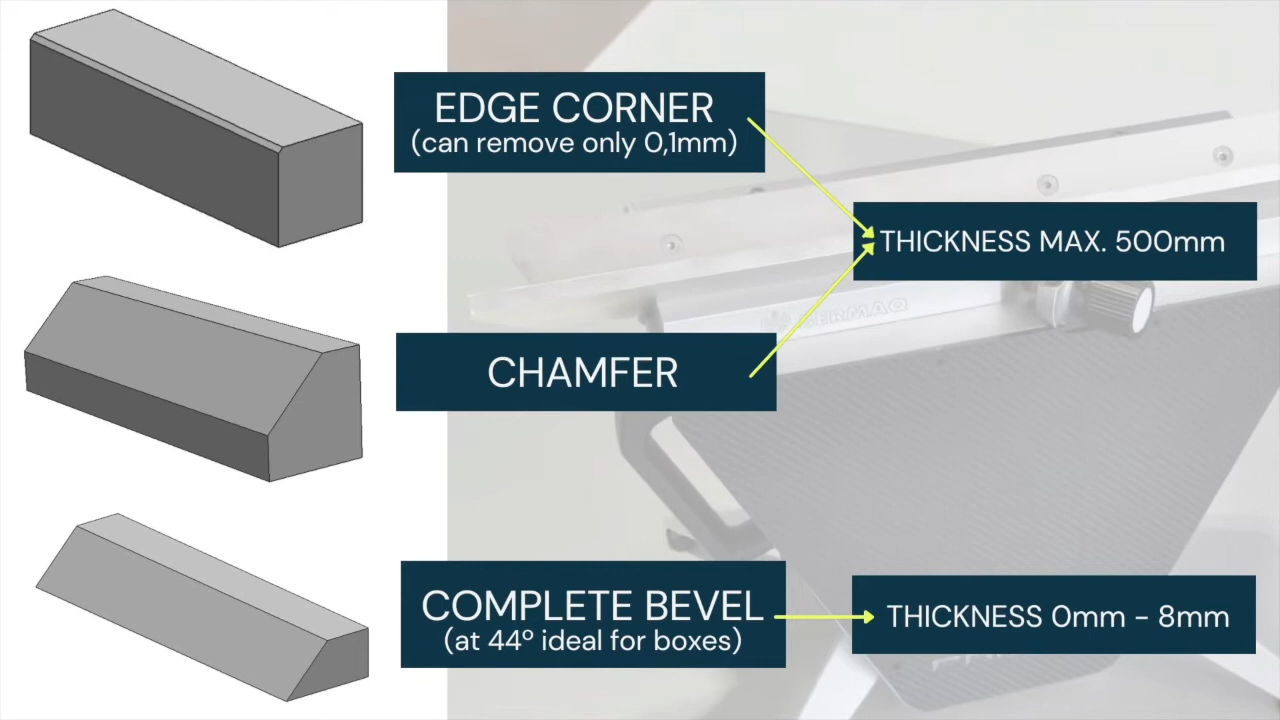 EDGE CORNER
(can remove only 0,1mm)
THICKNESS MAX. 500mm
BERMAQ
CHAMFER
COMPLETE BEVEL
(at 44º ideal for boxes)
THICKNESS 0mm - 8mm